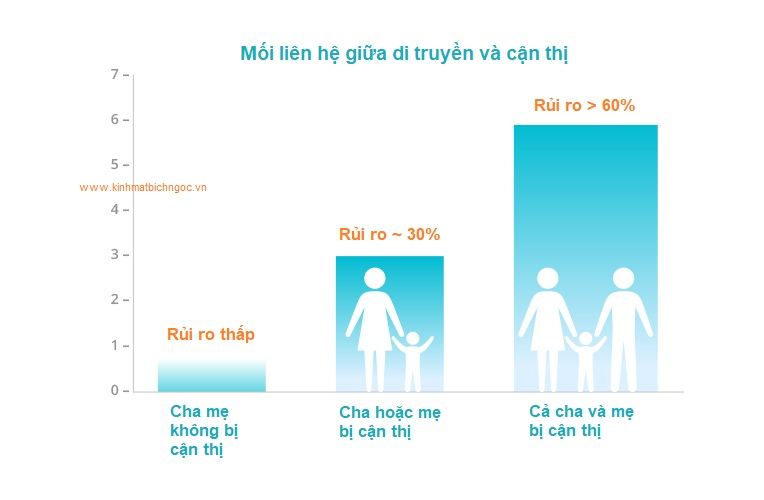 Mối liên hệ giữa di truyền và cận thị
7
Rủi ro > 60%
6
5
www.kinhmatbichngoc.vn
4
Rủi ro ~ 30%
3
2
Rủi ro thấp
1
0
Cha mẹ
không bị
cận thị
Cha hoặc mẹ
bị cận thị
Cả cha và mẹ
bị cận thị